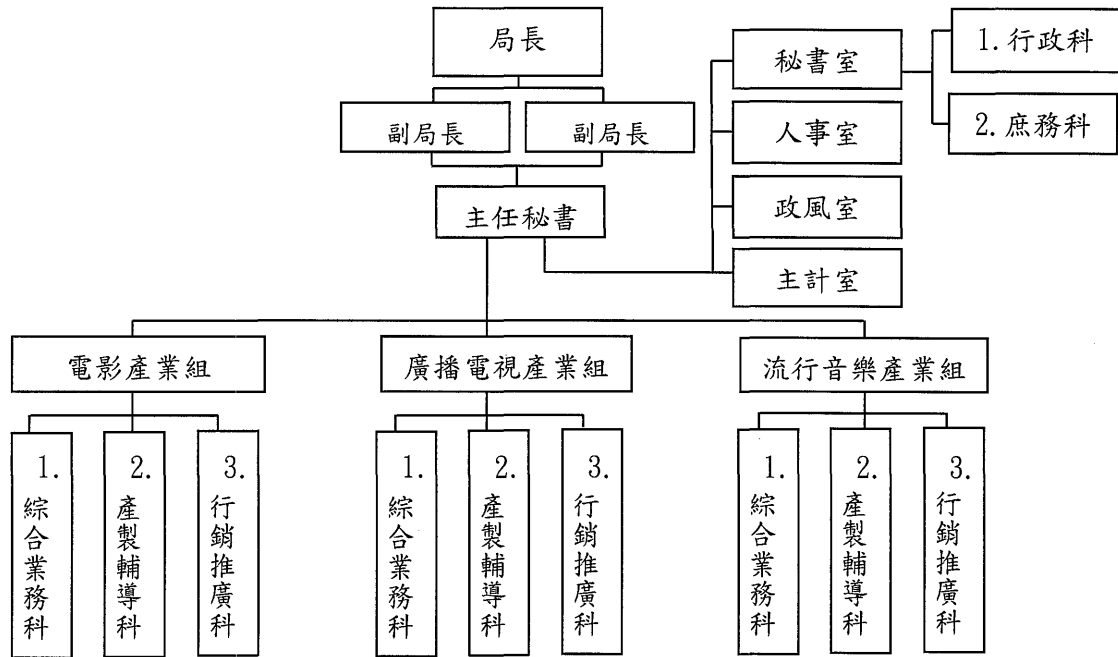 局長
副局長
副局長
主任秘書
秘書室
人事室
政風室
主計室
1.行政科
2.庶務科
電影產業組
1.綜合業務科
2.產製輔導科
3.行銷推廣科
廣播電視產業組
1.綜合業務科
2.產製輔導科
3.行銷推廣科
流行音樂產業組
1.綜合業務科
2.產製輔導科
3.行銷推廣科